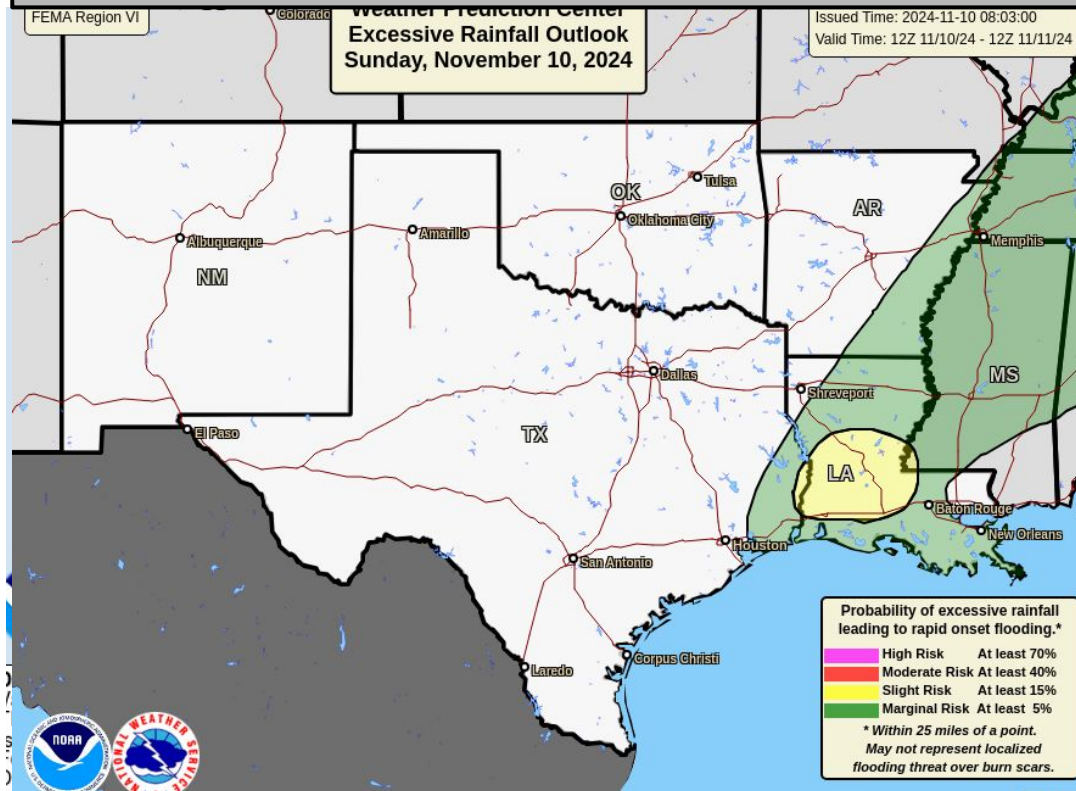 FEMA Region VI
Weather Prediction Center
Excessive Rainfall Outlook
Sunday, November 10, 2024
Issued Time: 2024-11-10 08:03:00
Valid Time: 12Z 11/10/24 - 12Z 11/11/24
Colorado
Tulsa
OK
Oklahoma City
AR
Albuquerque
Amarillo
Memphis
NM
Dallas
MS
Shreveport
El Paso
TX
LA
Baton Rouge
New Orleans
Houston
San Antonio
Corpus Christi
Laredo
Probability of excessive rainfall
leading to rapid onset flooding.*
High Risk At least 70%
Moderate Risk At least 40%
Slight Risk At least 15%
Marginal Risk At least 5%
* Within 25 miles of a point.
May not represent localized
flooding threat over burn scars.
NOAA
NATIONAL WEATHER SERVICE